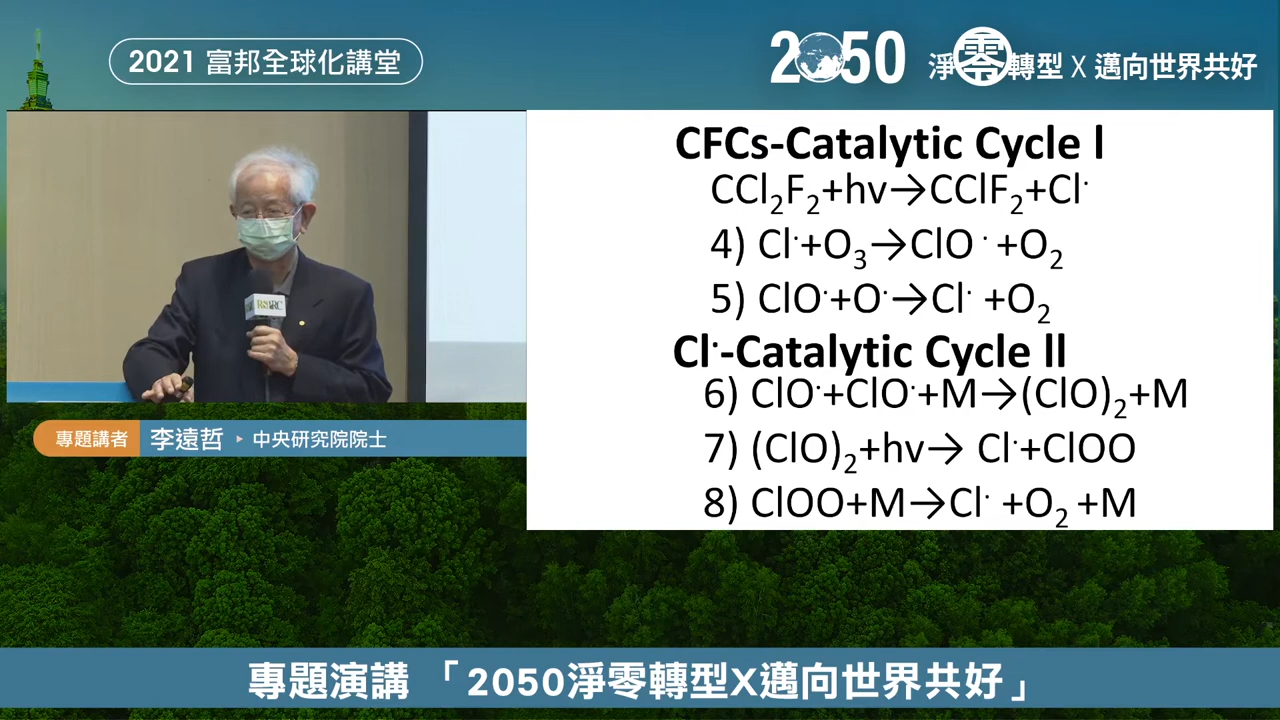 2021 富邦全球化講堂
2050 淨零轉型 X 邁向世界共好
CFCs-Catalytic Cycle l
CCl₂F₂+hν→CClF₂+Cl·
4) Cl·+O₃→ClO · +O₂
5) ClO·+O·→Cl· +O₂
Cl·-Catalytic Cycle ll
6) ClO·+ClO·+M→(ClO)₂+M
7) (ClO)₂+hν→ Cl·+ClOO
8) ClOO+M→Cl· +O₂ +M
專題講者 李遠哲 ▸ 中央研究院院士
專題演講 「2050淨零轉型X邁向世界共好」